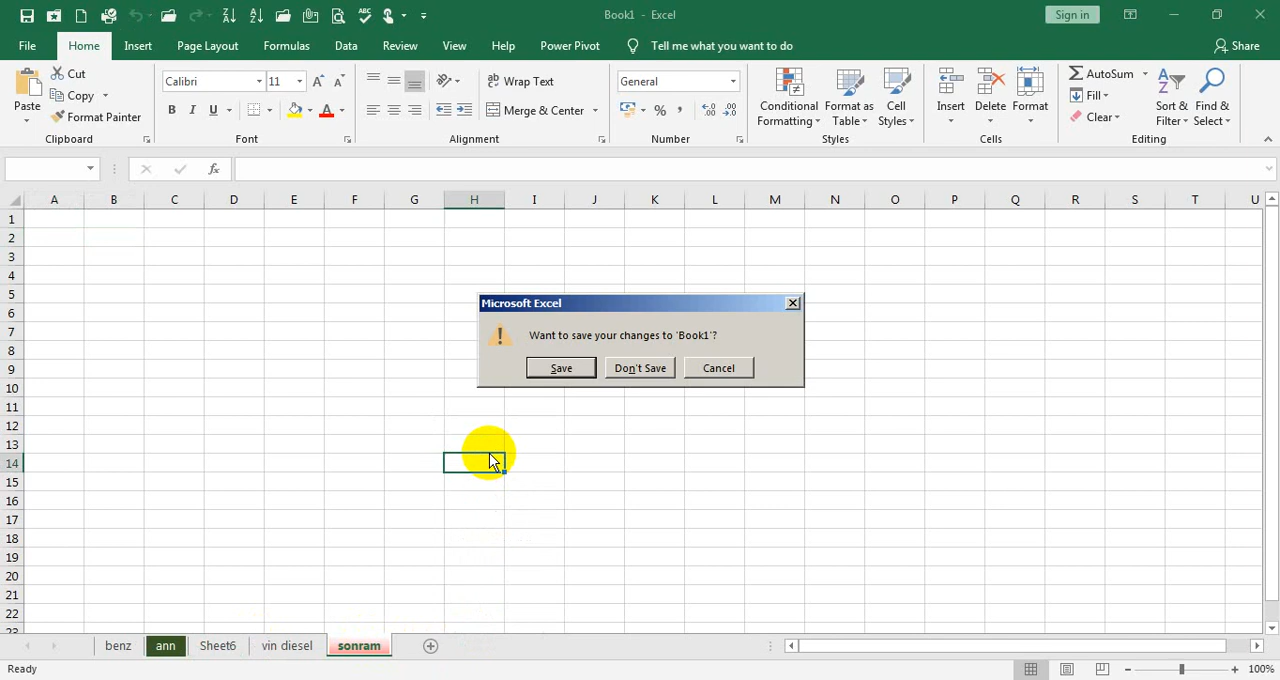 Book1 - Excel
Sign in
File Home Insert Page Layout Formulas Data Review View Help Power Pivot Tell me what you want to do Share
Paste
Cut
Copy
Format Painter
Clipboard
Calibri 11
B I U
A
Font
ab Wrap Text
Merge & Center
Alignment
General
% ,
Number
Conditional Formatting
Format as Table
Cell Styles
Styles
Insert
Delete
Format
Cells
AutoSum
Fill
Clear
Sort & Filter
Find & Select
Editing
fx
A B C D E F G H I J K L M N O P Q R S T U
1
2
3
4
5
6
7
8
9
10
11
12
13
14
15
16
17
18
19
20
21
22
23
Microsoft Excel
Want to save your changes to 'Book1'?
Save Don't Save Cancel
benz ann Sheet6 vin diesel sonram
Ready
100%